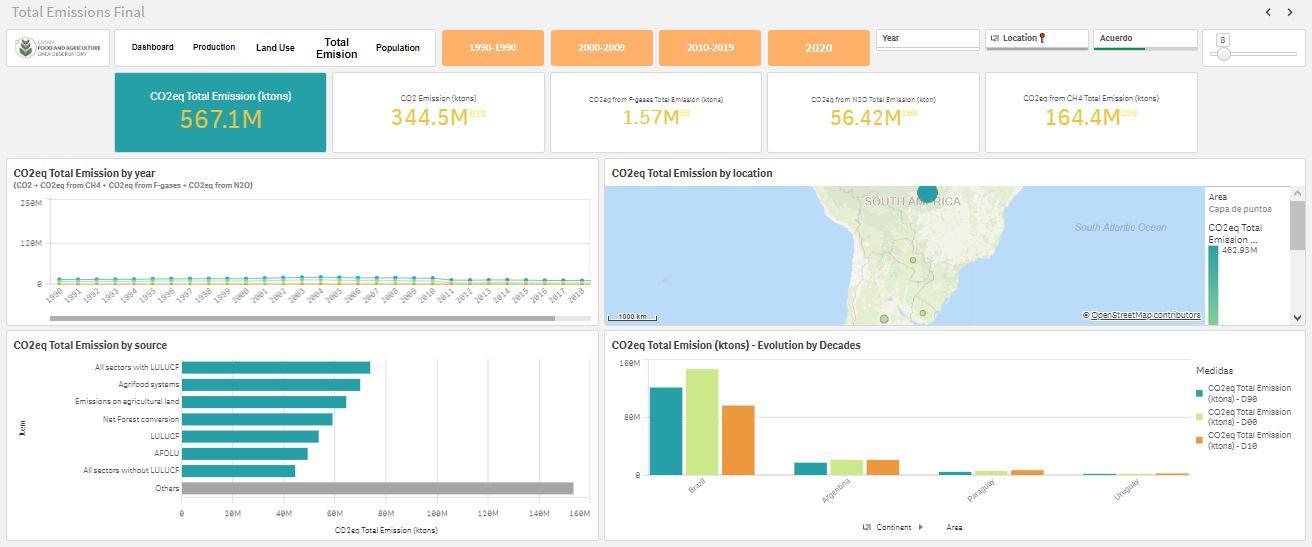 Total Emissions Final
LATAM
FOOD AND AGRICULTURE
DATA OBSERVATORY
Dashboard
Production
Land Use
Total
Emision
Population
1990-1990
2000-2009
2010-2019
2020
Year
Location
Acuerdo
8
CO2eq Total Emission (ktons)
567.1M
CO2 Emission (ktons)
344.5M 61%
CO2eq from F-gases Total Emission (ktons)
1.57M 0%
CO2eq from N2O Total Emission (kton)
56.42M 10%
CO2eq from CH4 Total Emission (ktons)
164.4M 29%
CO2eq Total Emission by year
(CO2 + CO2eq from CH4 + CO2eq from F-gases + CO2eq from N2O)
250M
120M
0
1990 1991 1992 1993 1994 1995 1996 1997 1998 1999 2000 2001 2002 2003 2004 2005 2006 2007 2008 2009 2010 2011 2012 2013 2014 2015 2016 2017 2018
CO2eq Total Emission by location
SOUTH AMERICA
South Atlantic Ocean
1000 km
© OpenStreetMap contributors
Area
Capa de puntos
CO2eq Total
Emission ...
462.93M
CO2eq Total Emission by source
Item
All sectors with LULUCF
Agrifood systems
Emissions on agricultural land
Net Forest conversion
LULUCF
AFOLU
All sectors without LULUCF
Others
0 20M 40M 60M 80M 100M 120M 140M 160M
CO2eq Total Emission (ktons)
CO2eq Total Emision (ktons) - Evolution by Decades
160M
80M
0
Brazil
Argentina
Paraguay
Uruguay
Continent
Area
Medidas
CO2eq Total Emission
(ktons) - D90
CO2eq Total Emission
(ktons) - D00
CO2eq Total Emission
(ktons) - D10